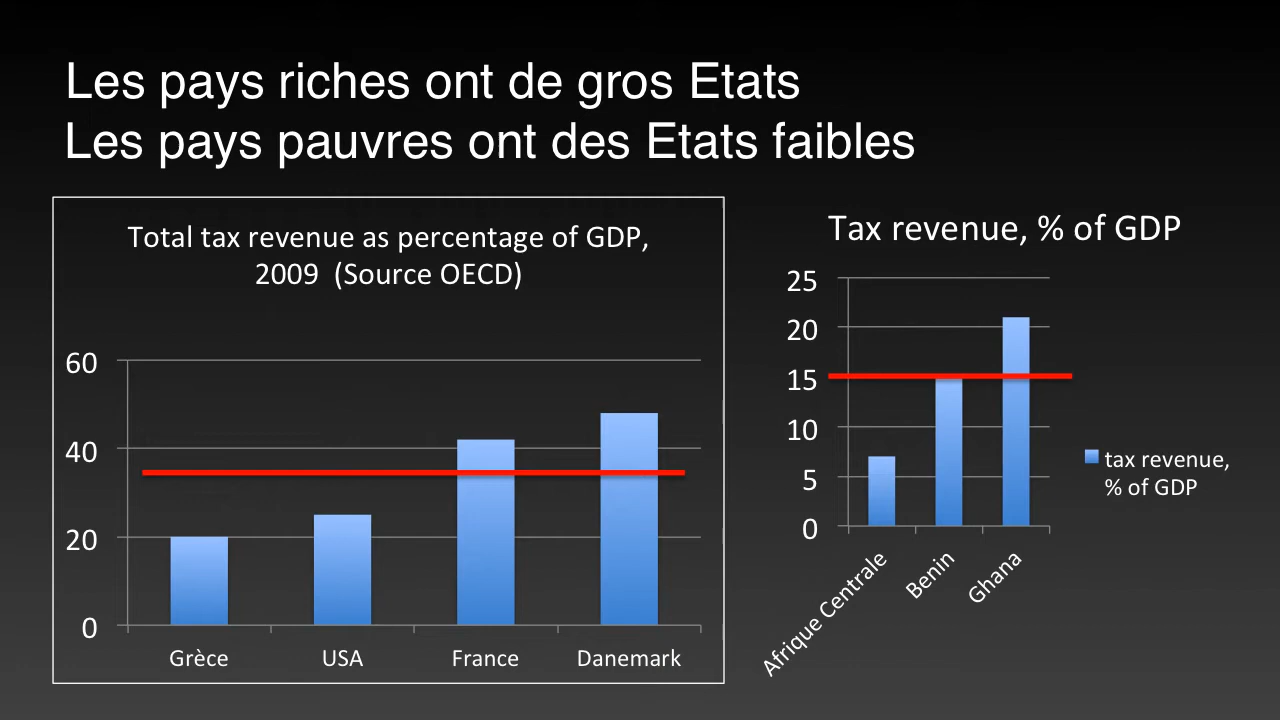 Les pays riches ont de gros Etats
Les pays pauvres ont des Etats faibles
Total tax revenue as percentage of GDP,
2009 (Source OECD)
60
40
20
0
Grèce USA France Danemark
Tax revenue, % of GDP
25
20
15
10
5
0
Afrique Centrale Benin Ghana
tax revenue,
% of GDP